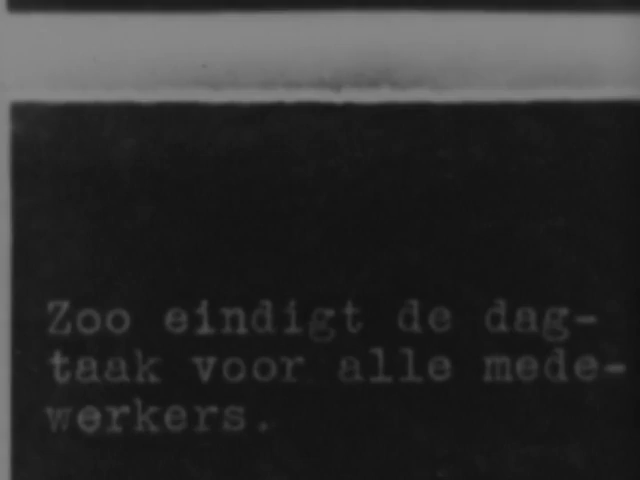 Zoo eindigt de dag-
taak voor alle mede-
werkers.